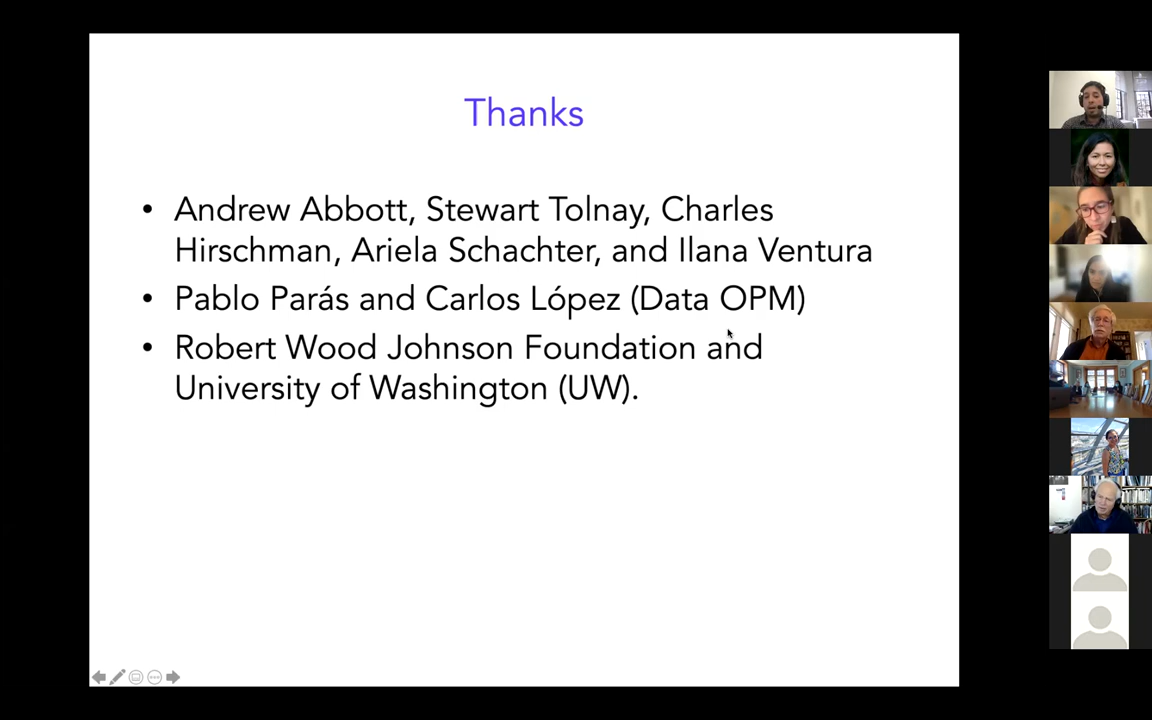 Thanks
• Andrew Abbott, Stewart Tolnay, Charles
Hirschman, Ariela Schachter, and Ilana Ventura
• Pablo Parás and Carlos López (Data OPM)
• Robert Wood Johnson Foundation and
University of Washington (UW).